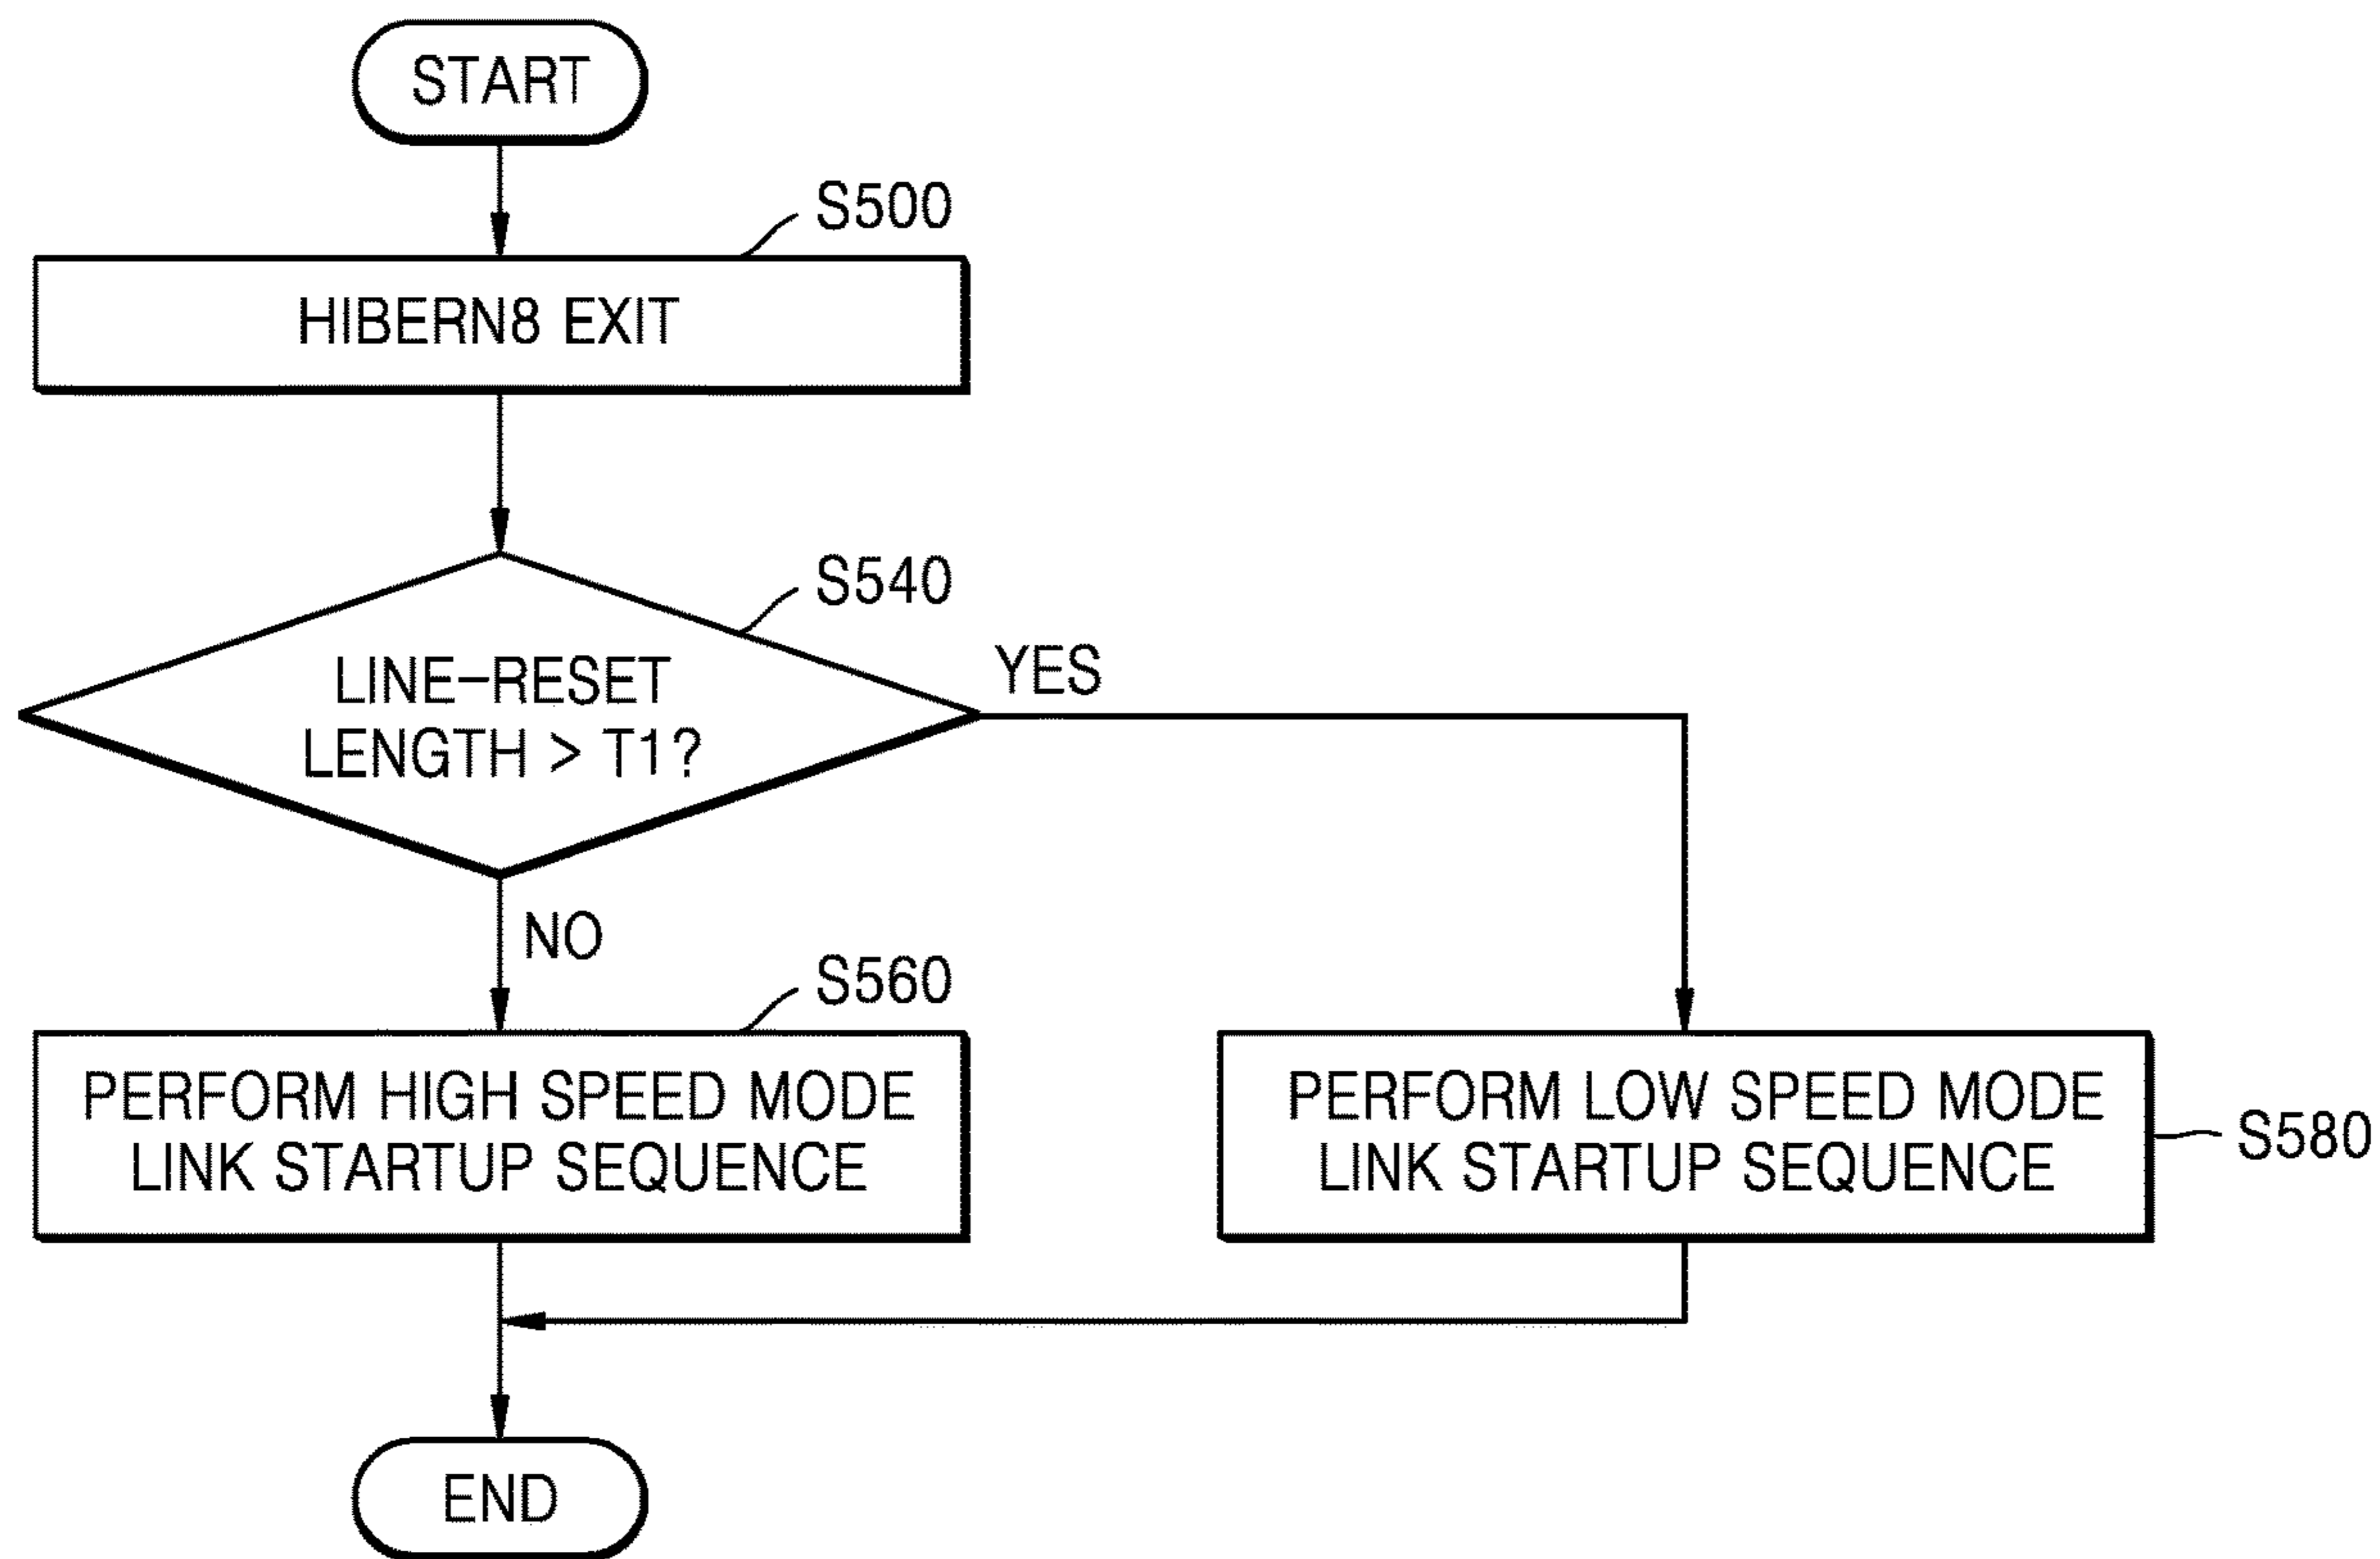 START
S500
HIBERN8 EXIT
S540
LINE-RESET
LENGTH > T1?
YES
NO
S560
PERFORM HIGH SPEED MODE
LINK STARTUP SEQUENCE
PERFORM LOW SPEED MODE
LINK STARTUP SEQUENCE
S580
END